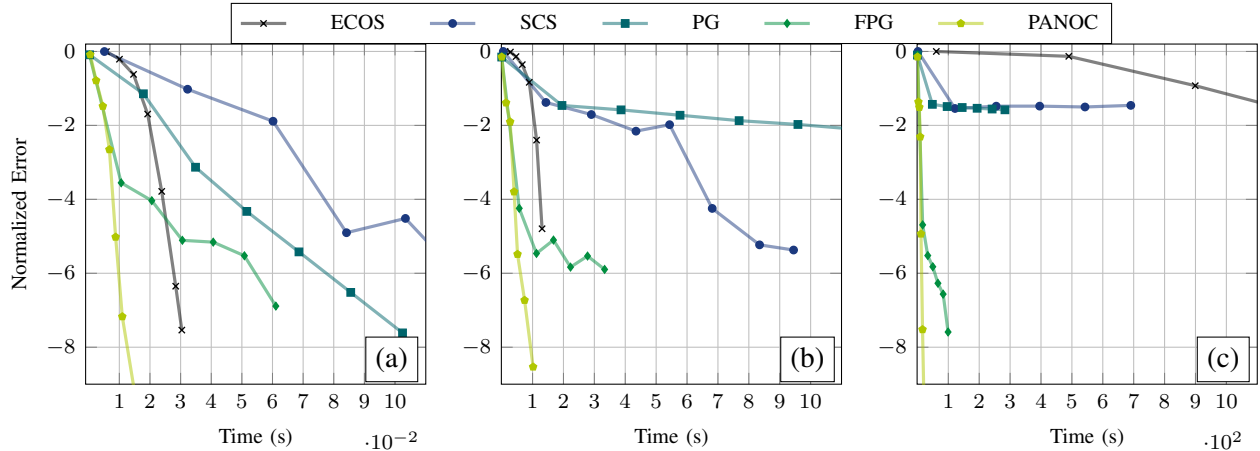 ECOS SCS PG FPG PANOC
0 −2 −4 −6 −8
Normalized Error
1 2 3 4 5 6 7 8 9 10
Time (s)
·10−2
(a)
0 −2 −4 −6 −8
1 2 3 4 5 6 7 8 9 10
Time (s)
(b)
0 −2 −4 −6 −8
1 2 3 4 5 6 7 8 9 10
Time (s)
·102
(c)